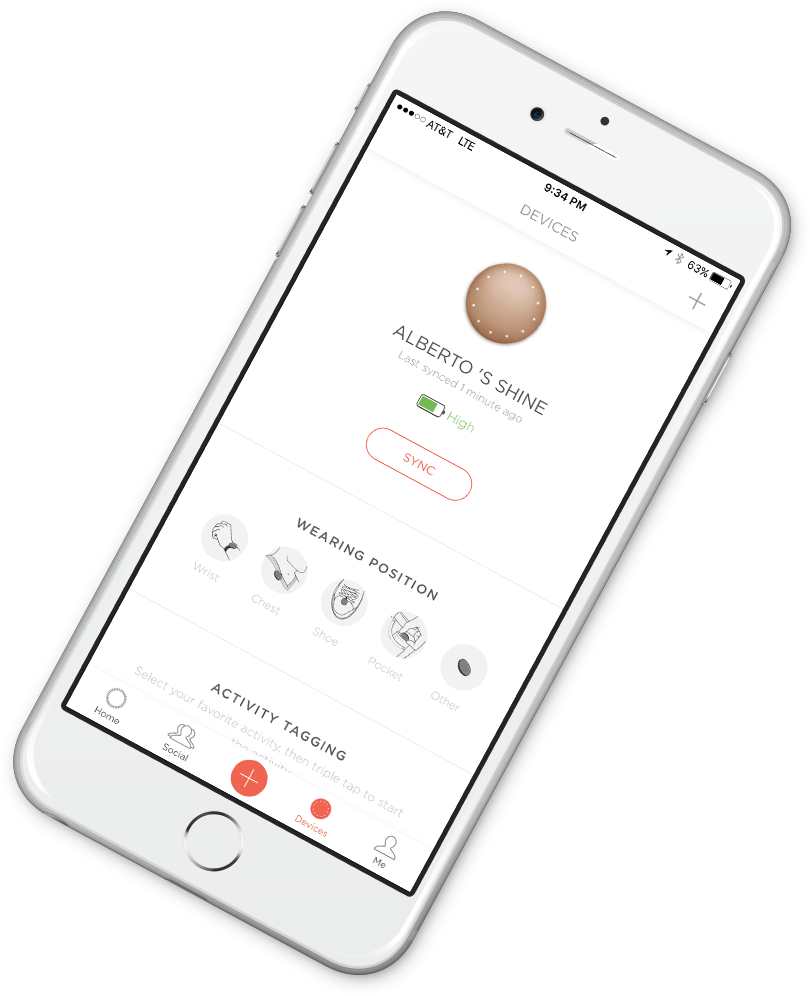 AT&T LTE
9:34 PM
63%
DEVICES
ALBERTO 'S SHINE
Last synced 1 minute ago
High
SYNC
WEARING POSITION
Wrist
Chest
Shoe
Pocket
Other
ACTIVITY TAGGING
Select your favorite activity, then triple tap to start
the activity.
Home
Social
Devices
Me